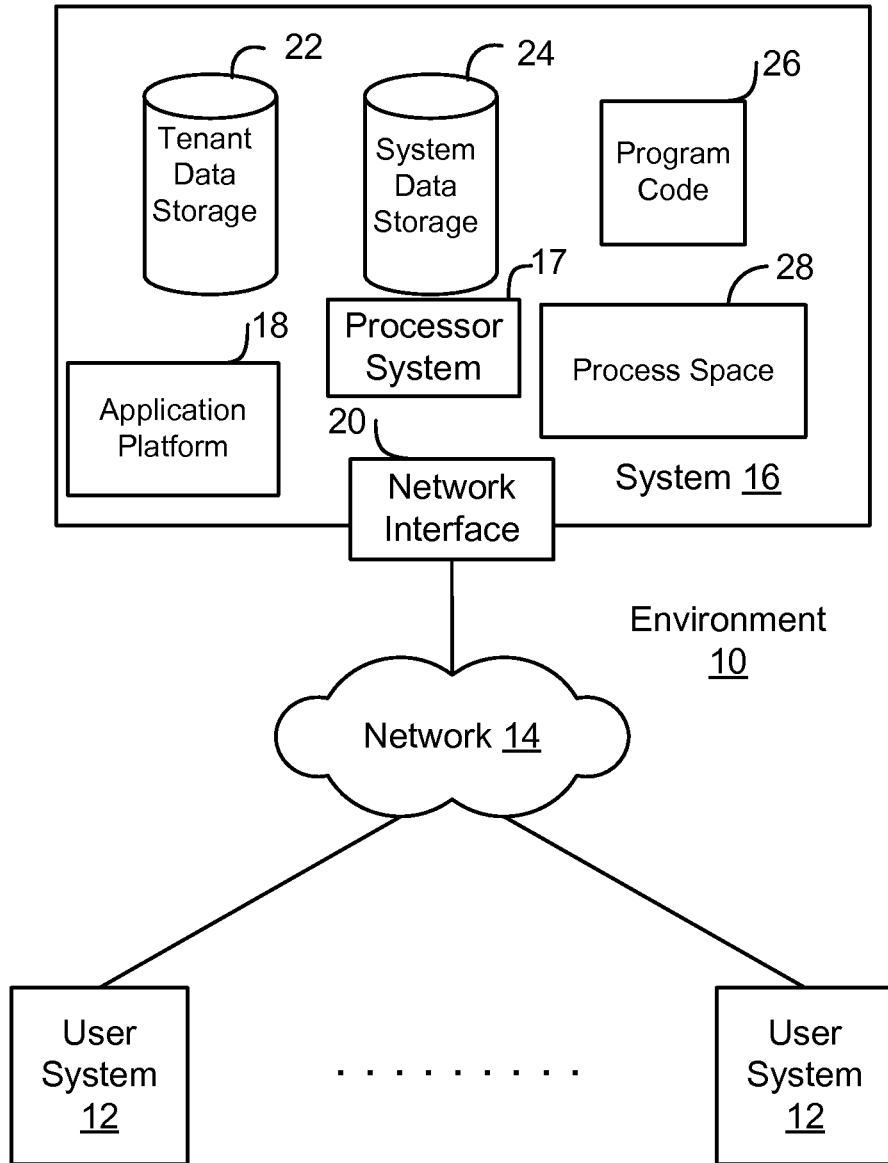 22
24
26
Tenant
Data
Storage
System
Data
Storage
Program
Code
17
28
18
Processor
System
Process Space
Application
Platform
20
Network
Interface
System 16
Environment
10
Network 14
User
System
12
. . . . . . . . .
User
System
12